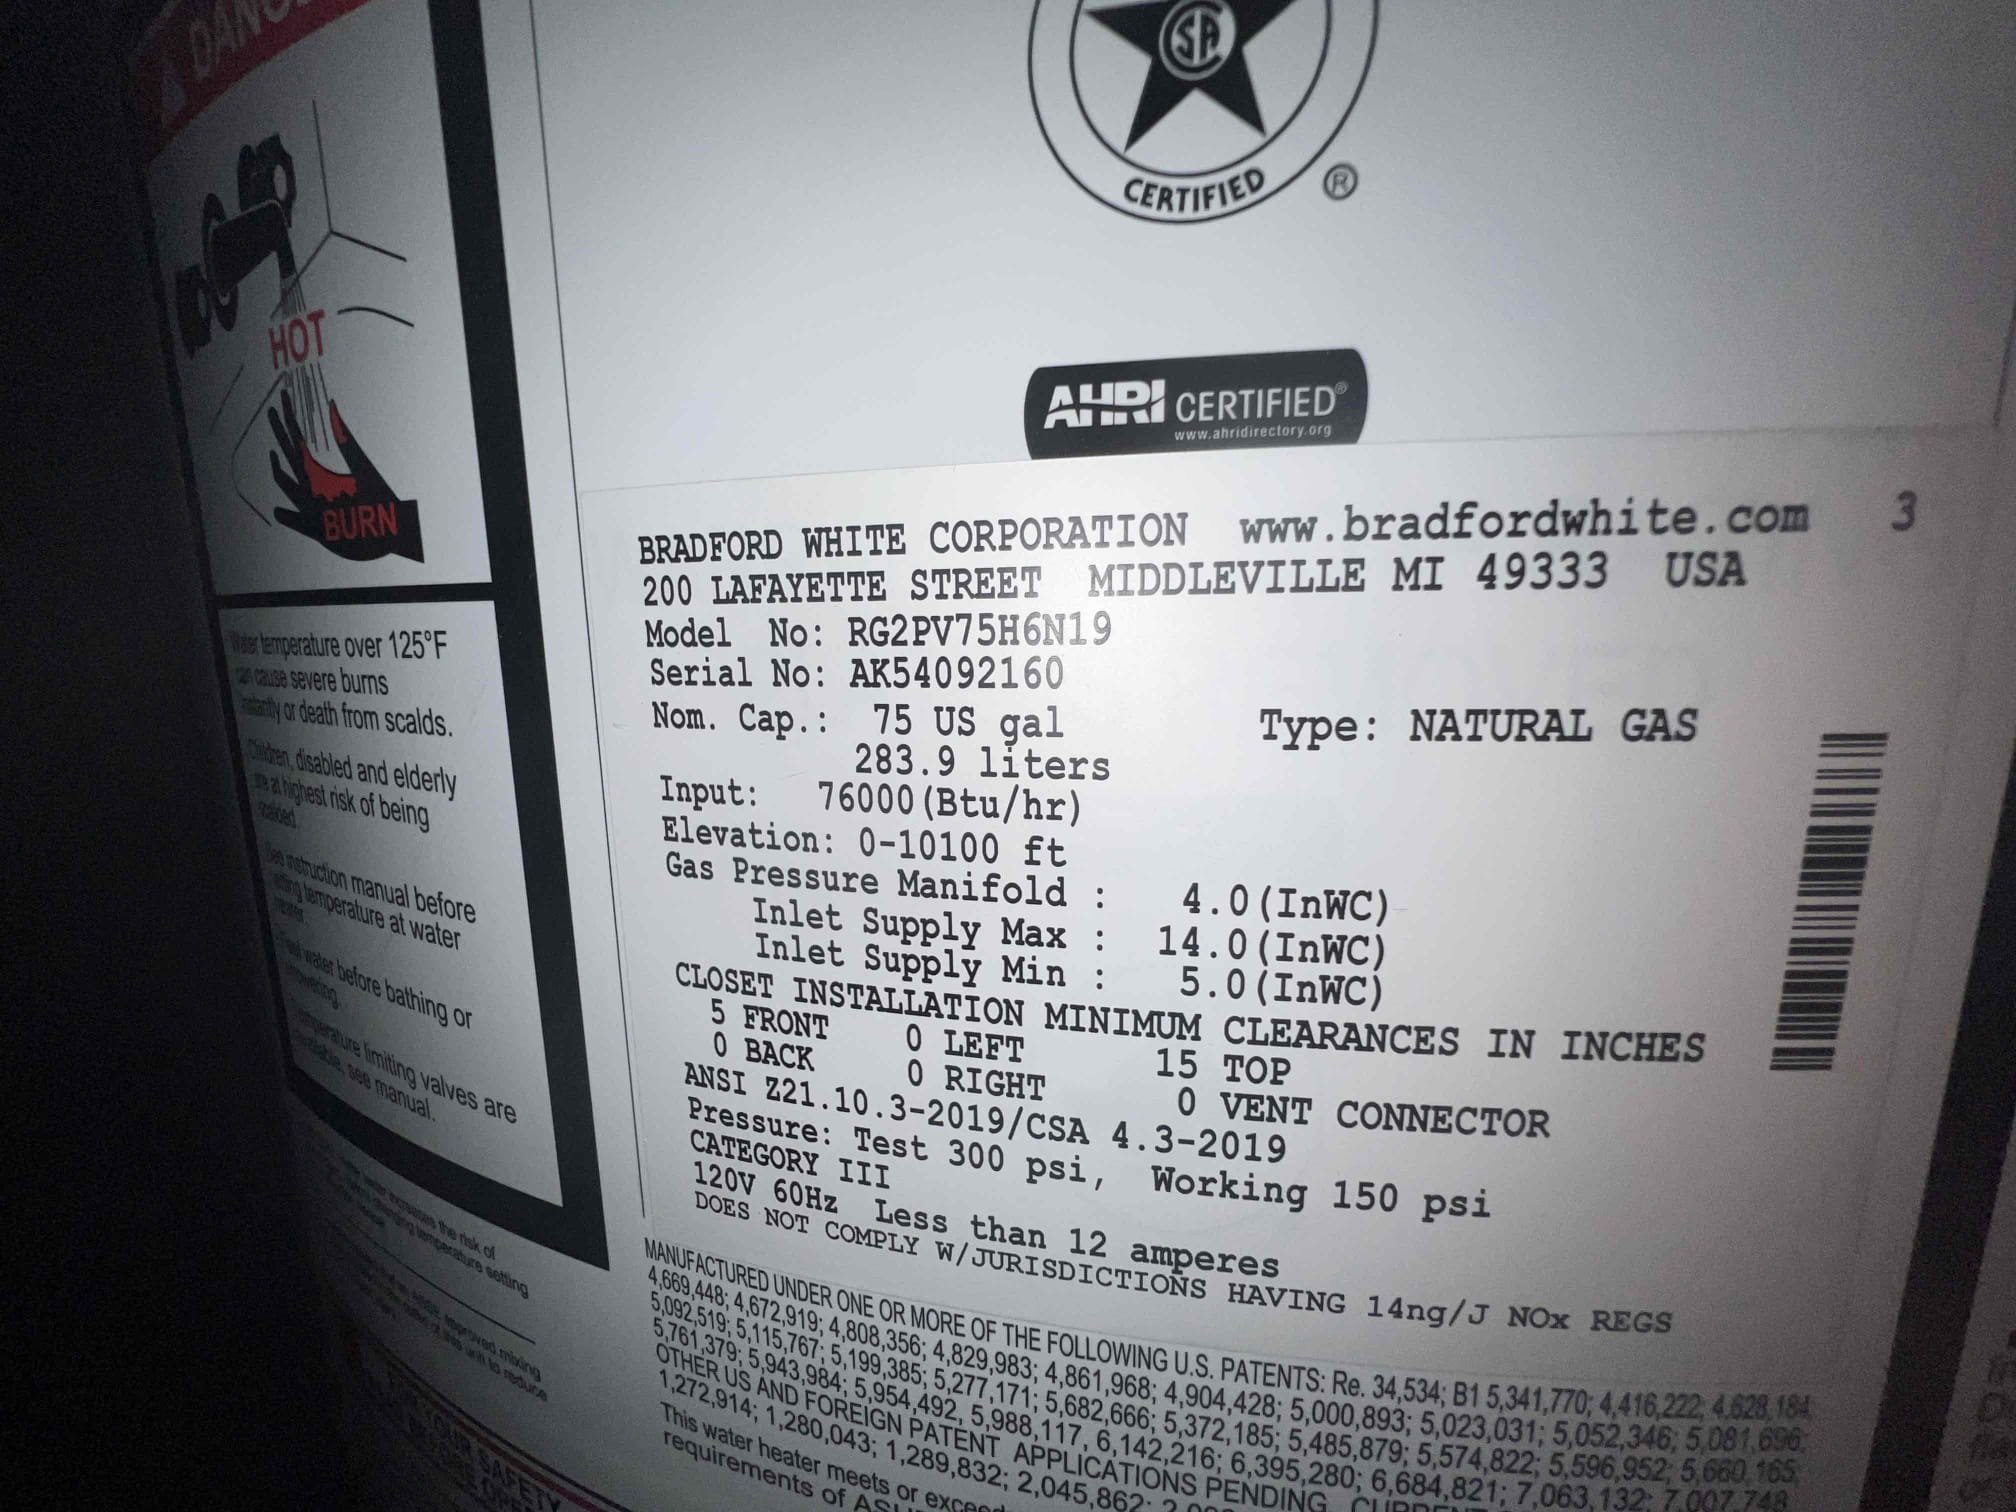 HOT
BURN
Water temperature over 125°F
can cause severe burns
instantly or death from scalds.
Children, disabled and elderly
are at highest risk of being
scalded.
See instruction manual before
setting temperature at water
heater.
water before bathing or
showering.
Temperature limiting valves are
available, see manual.
water increases the risk of
temperature setting
approved mixing
to reduce
YOUR SAFETY
CSA
CERTIFIED ®
AHRI CERTIFIED®
www.ahridirectory.org
BRADFORD WHITE CORPORATION www.bradfordwhite.com 3
200 LAFAYETTE STREET MIDDLEVILLE MI 49333 USA
Model No: RG2PV75H6N19
Serial No: AK54092160
Nom. Cap.: 75 US gal Type: NATURAL GAS
283.9 liters
Input: 76000(Btu/hr)
Elevation: 0-10100 ft
Gas Pressure Manifold : 4.0(InWC)
Inlet Supply Max : 14.0(InWC)
Inlet Supply Min : 5.0(InWC)
CLOSET INSTALLATION MINIMUM CLEARANCES IN INCHES
5 FRONT 0 LEFT 15 TOP
0 BACK 0 RIGHT 0 VENT CONNECTOR
ANSI Z21.10.3-2019/CSA 4.3-2019
Pressure: Test 300 psi, Working 150 psi
CATEGORY III
120V 60Hz Less than 12 amperes
DOES NOT COMPLY W/JURISDICTIONS HAVING 14ng/J NOx REGS
MANUFACTURED UNDER ONE OR MORE OF THE FOLLOWING U.S. PATENTS: Re. 34,534; B1 5,341,770; 4,416,222; 4,628,184
4,669,448; 4,672,919; 4,808,356; 4,829,983; 4,861,968; 4,904,428; 5,000,893; 5,023,031; 5,052,346; 5,081,696;
5,092,519; 5,115,767; 5,199,385; 5,277,171; 5,682,666; 5,372,185; 5,485,879; 5,574,822; 5,596,952; 5,660,165;
5,761,379; 5,943,984; 5,954,492, 5,988,117, 6,142,216; 6,395,280; 6,684,821; 7,063,132; 7,007,748
OTHER US AND FOREIGN PATENT APPLICATIONS PENDING.
1,272,914; 1,280,043; 1,289,832; 2,045,862;
This water heater meets or
requirements of